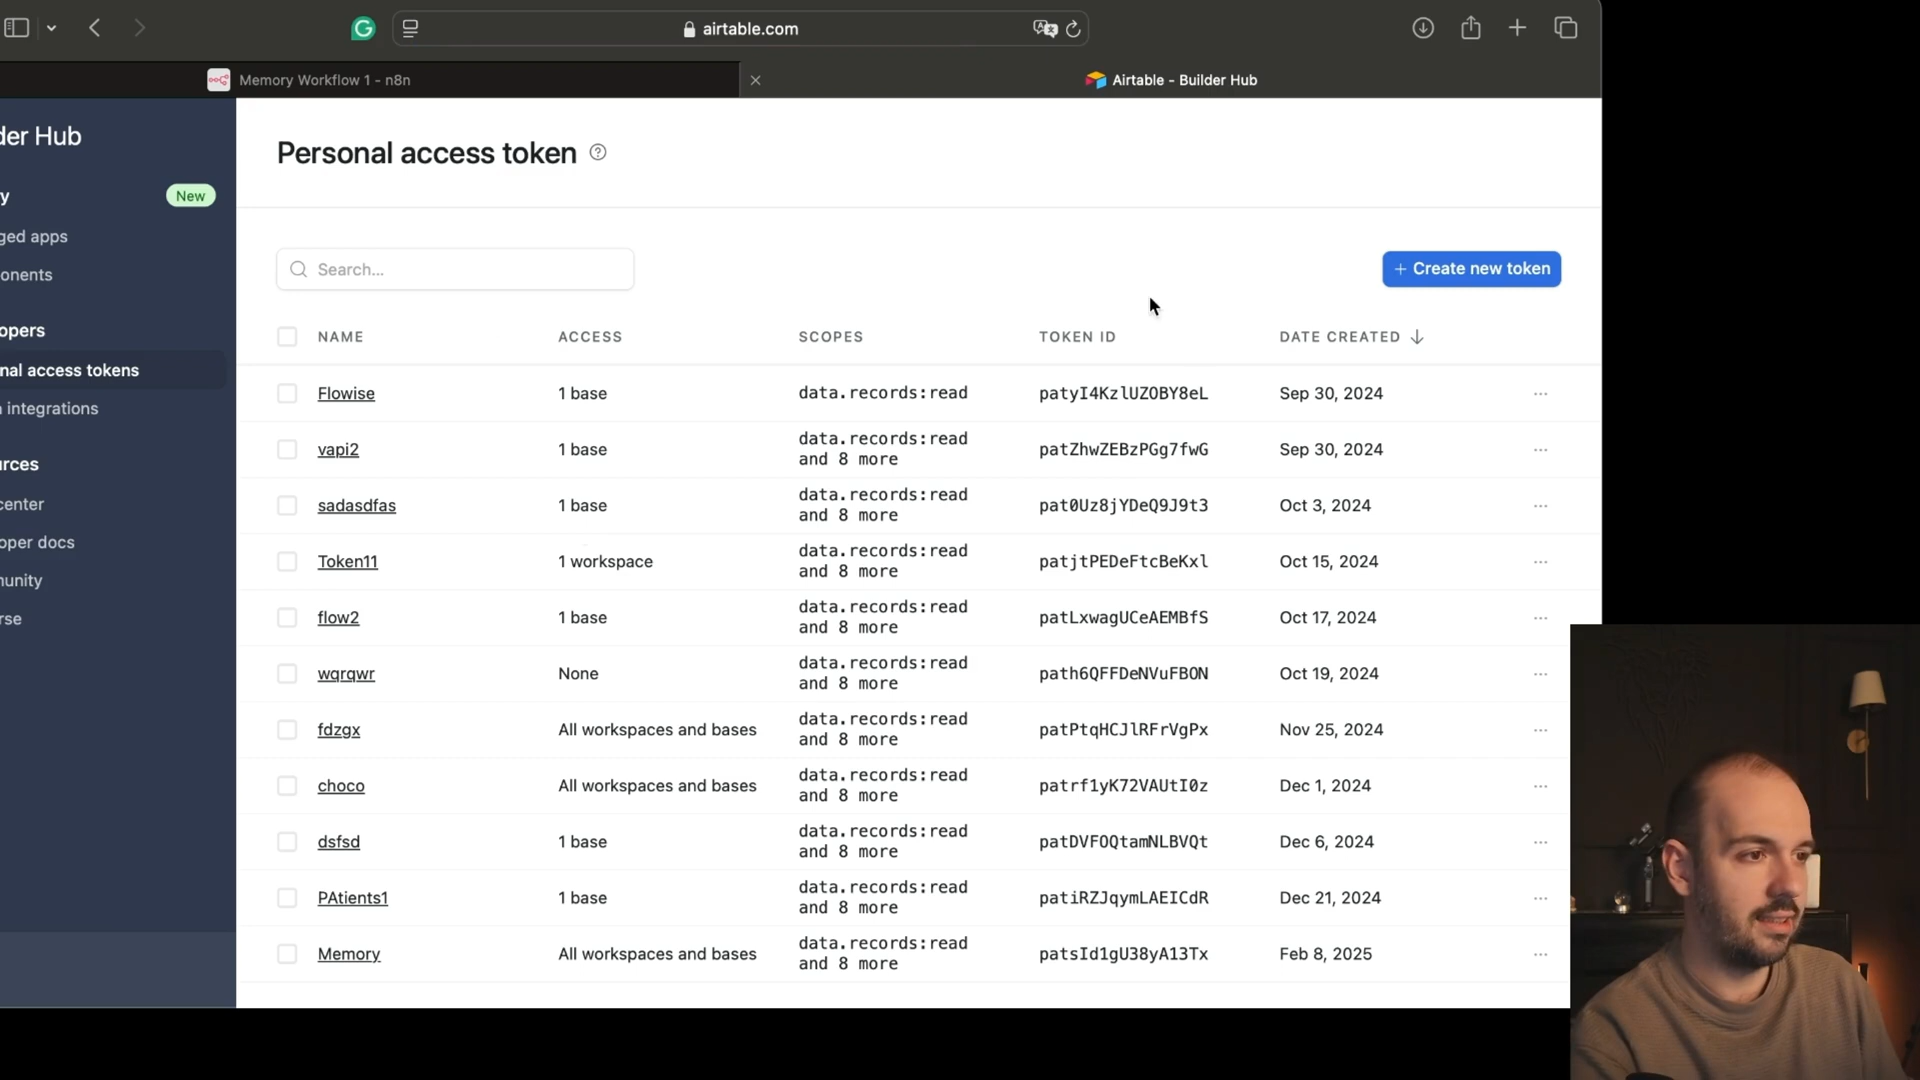 airtable.com
Memory Workflow 1 - n8n
Airtable - Builder Hub
der Hub
Personal access token
y
New
ged apps
onents
Search...
+ Create new token
opers
NAME ACCESS SCOPES TOKEN ID DATE CREATED
nal access tokens
integrations
urces
center
oper docs
unity
rse
Flowise 1 base data.records:read patyI4KzlUZOBY8eL Sep 30, 2024
vapi2 1 base data.records:read and 8 more patZhwZEBzPGg7fwG Sep 30, 2024
sadasdfas 1 base data.records:read and 8 more pat0Uz8jYDeQ9J9t3 Oct 3, 2024
Token11 1 workspace data.records:read and 8 more patjtPEDeFtcBeKxl Oct 15, 2024
flow2 1 base data.records:read and 8 more patLxwagUCeAEMBfS Oct 17, 2024
wqrqwr None data.records:read and 8 more path6QFFDeNVuFBON Oct 19, 2024
fdzgx All workspaces and bases data.records:read and 8 more patPtqHCJlRFrVgPx Nov 25, 2024
choco All workspaces and bases data.records:read and 8 more patrf1yK72VAUtI0z Dec 1, 2024
dsfsd 1 base data.records:read and 8 more patDVFOQtamNLBVQt Dec 6, 2024
PAtients1 1 base data.records:read and 8 more patiRZJqymLAEICdR Dec 21, 2024
Memory All workspaces and bases data.records:read and 8 more patsId1gU38yA13Tx Feb 8, 2025